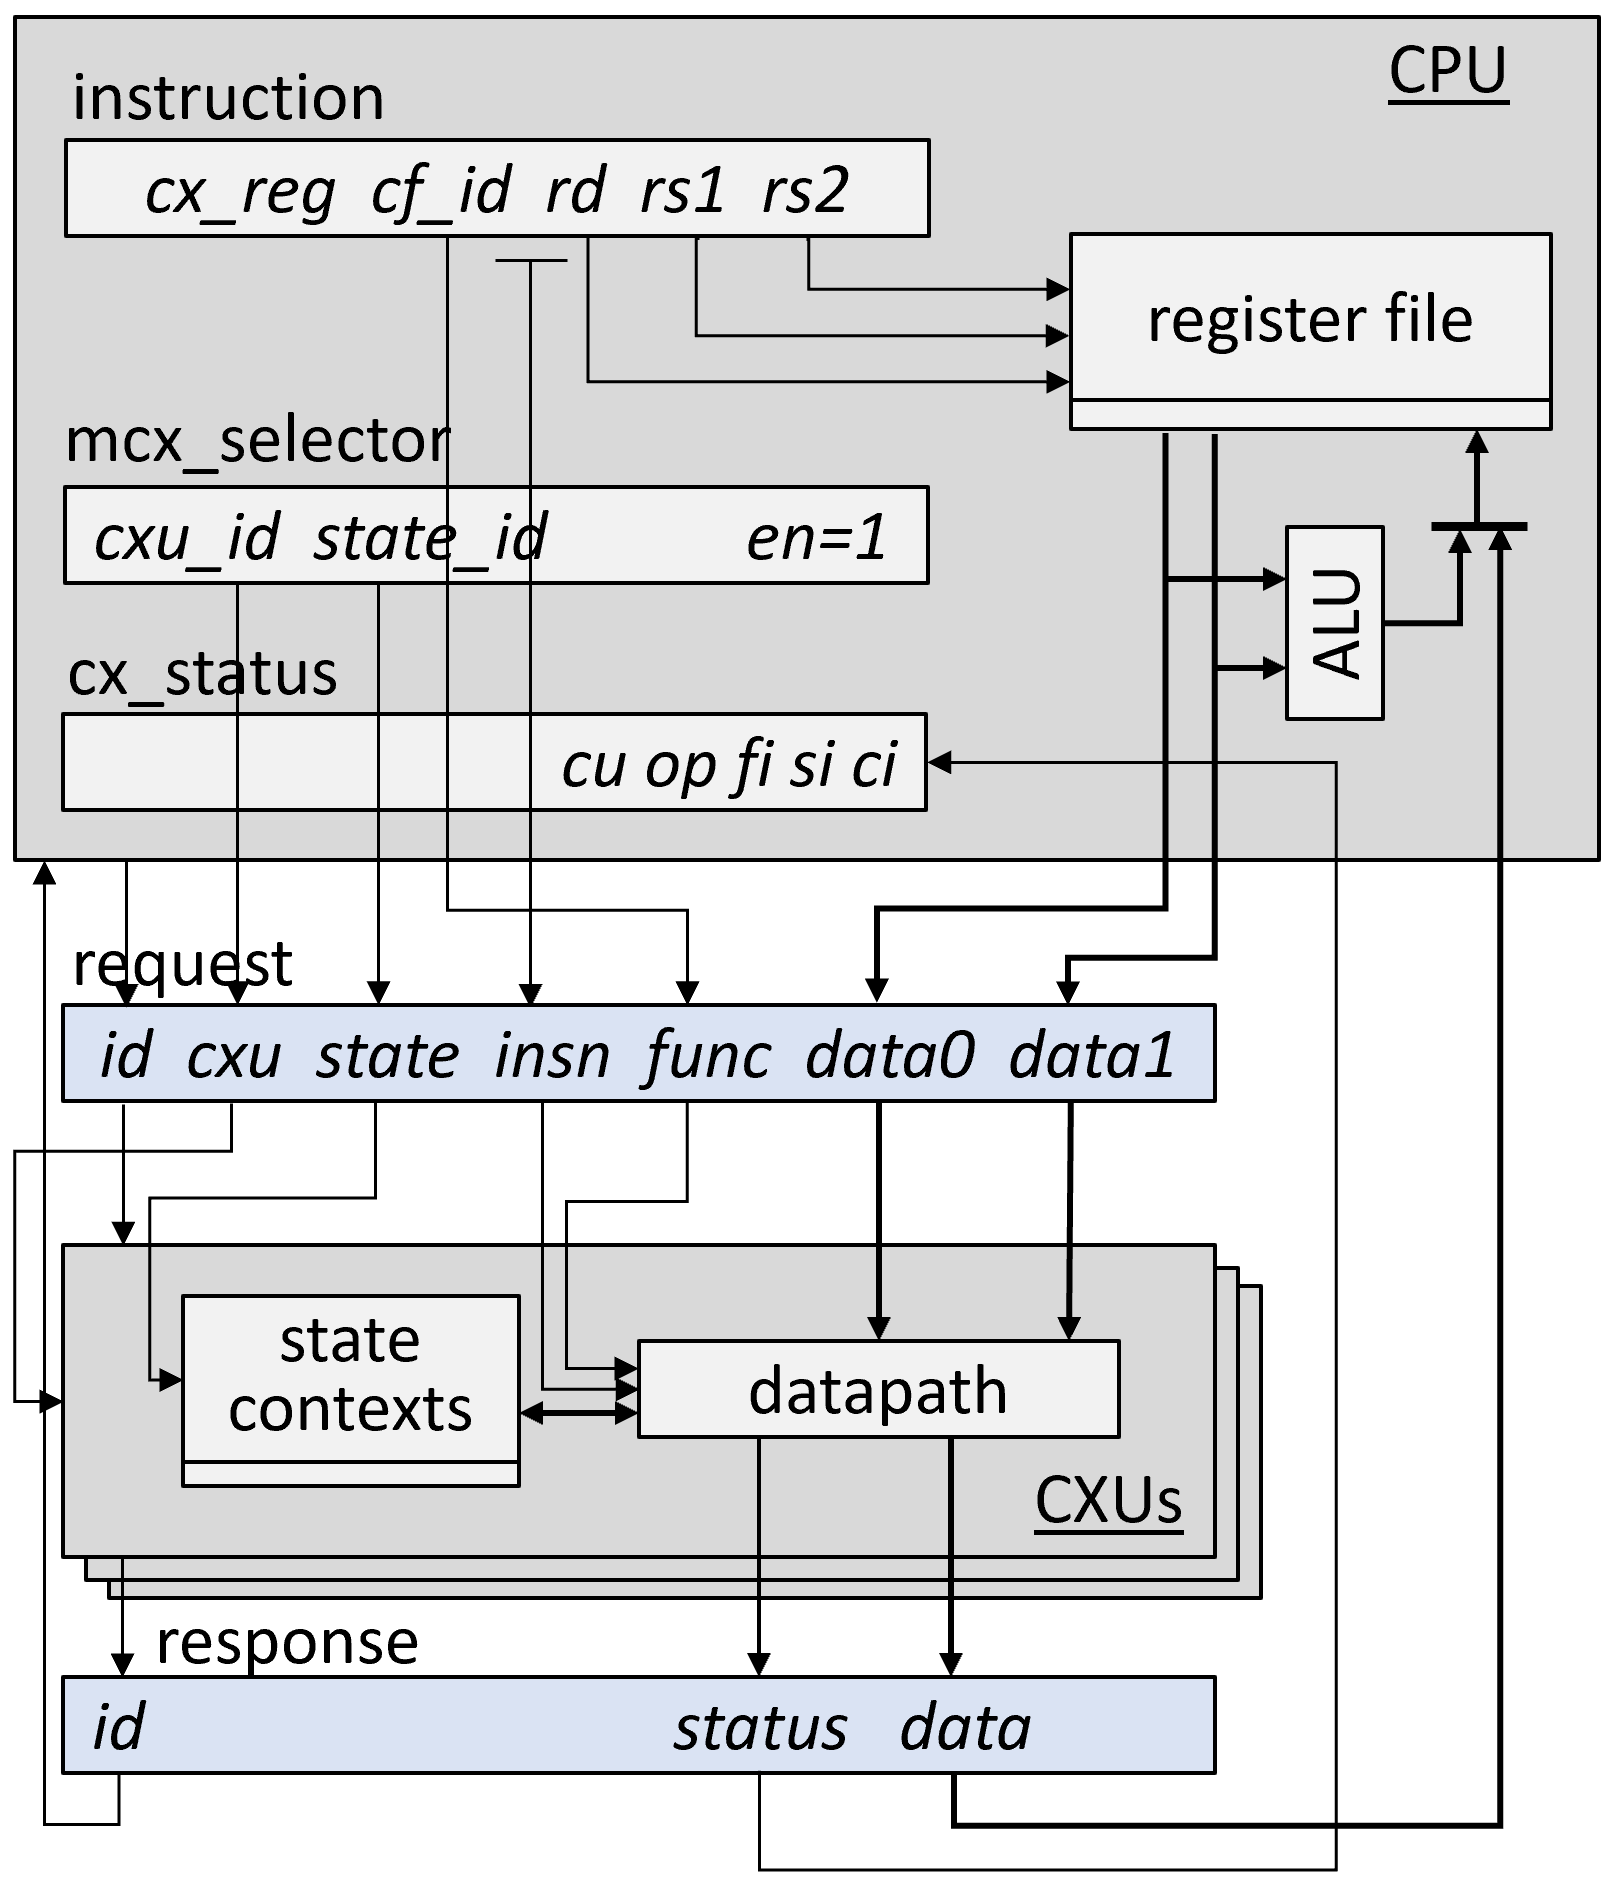 CPU
instruction
cx_reg cf_id rd rs1 rs2
register file
mcx_selector
cxu_id state_id en=1
ALU
cx_status
cu op fi si ci
request
id cxu state insn func data0 data1
state
contexts
datapath
CXUs
response
id status data